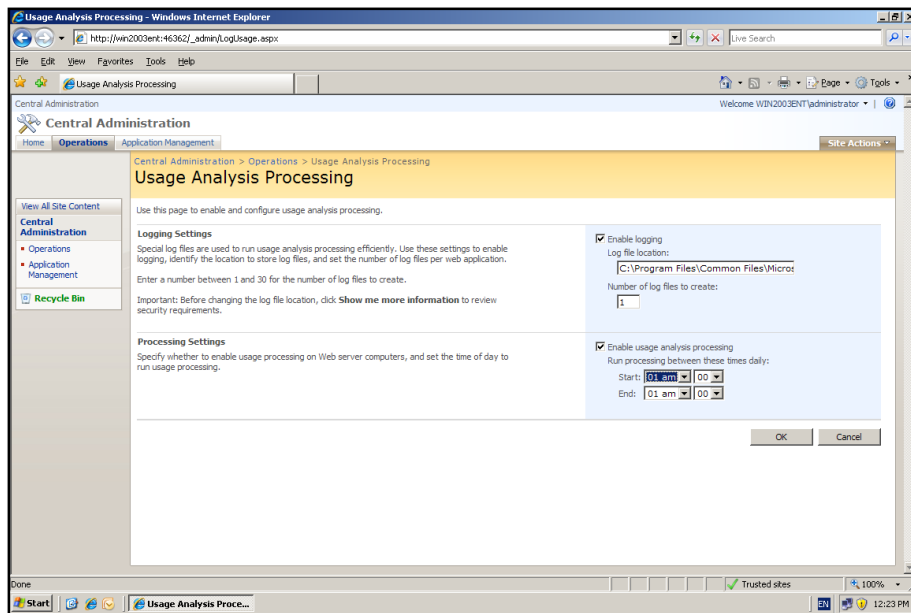 Usage Analysis Processing - Windows Internet Explorer
http://win2003ent:46362/_admin/LogUsage.aspx
Live Search
File Edit View Favorites Tools Help
Usage Analysis Processing
Page Tools
Central Administration
Welcome WIN2003ENT\administrator
Central Administration
Home Operations Application Management
Site Actions
Central Administration > Operations > Usage Analysis Processing
Usage Analysis Processing
View All Site Content
Central
Administration
Operations
Application
Management
Recycle Bin
Use this page to enable and configure usage analysis processing.
Logging Settings
Special log files are used to run usage analysis processing efficiently. Use these settings to enable
logging, identify the location to store log files, and set the number of log files per web application.
Enter a number between 1 and 30 for the number of log files to create.
Important: Before changing the log file location, click Show me more information to review
security requirements.
Enable logging
Log file location:
C:\Program Files\Common Files\Micros
Number of log files to create:
1
Processing Settings
Specify whether to enable usage processing on Web server computers, and set the time of day to
run usage processing.
Enable usage analysis processing
Run processing between these times daily:
Start: 01 am 00
End: 01 am 00
OK Cancel
Done
Trusted sites
100%
Start
Usage Analysis Proce...
EN
12:23 PM